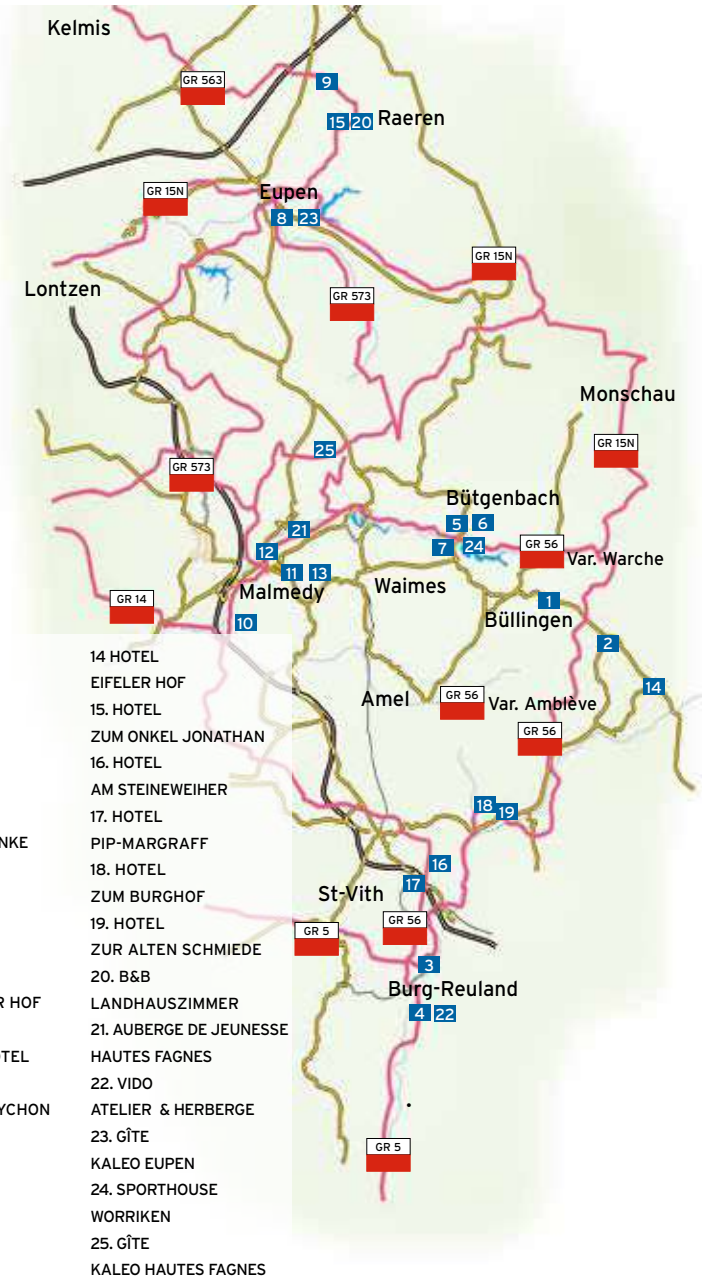 Kelmis
GR 563
9
15 20 Raeren
GR 15N
Eupen
8 23
GR 15N
Lontzen
GR 573
Monschau
GR 15N
25
GR 573
Bütgenbach
5 6
21
7 24
GR 56
Var. Warche
12
11 13
Waimes
Malmedy
GR 14
1
Büllingen
10
2
14
Amel
GR 56
Var. Amblève
GR 56
18 19
16
17
St-Vith
GR 56
GR 5
3
Burg-Reuland
4 22
GR 5
NKE
R HOF
OTEL
YCHON
14 HOTEL
EIFELER HOF
15. HOTEL
ZUM ONKEL JONATHAN
16. HOTEL
AM STEINEWEIHER
17. HOTEL
PIP-MARGRAFF
18. HOTEL
ZUM BURGHOF
19. HOTEL
ZUR ALTEN SCHMIEDE
20. B&B
LANDHAUSZIMMER
21. AUBERGE DE JEUNESSE
HAUTES FAGNES
22. VIDO
ATELIER & HERBERGE
23. GÎTE
KALEO EUPEN
24. SPORTHOUSE
WORRIKEN
25. GÎTE
KALEO HAUTES FAGNES